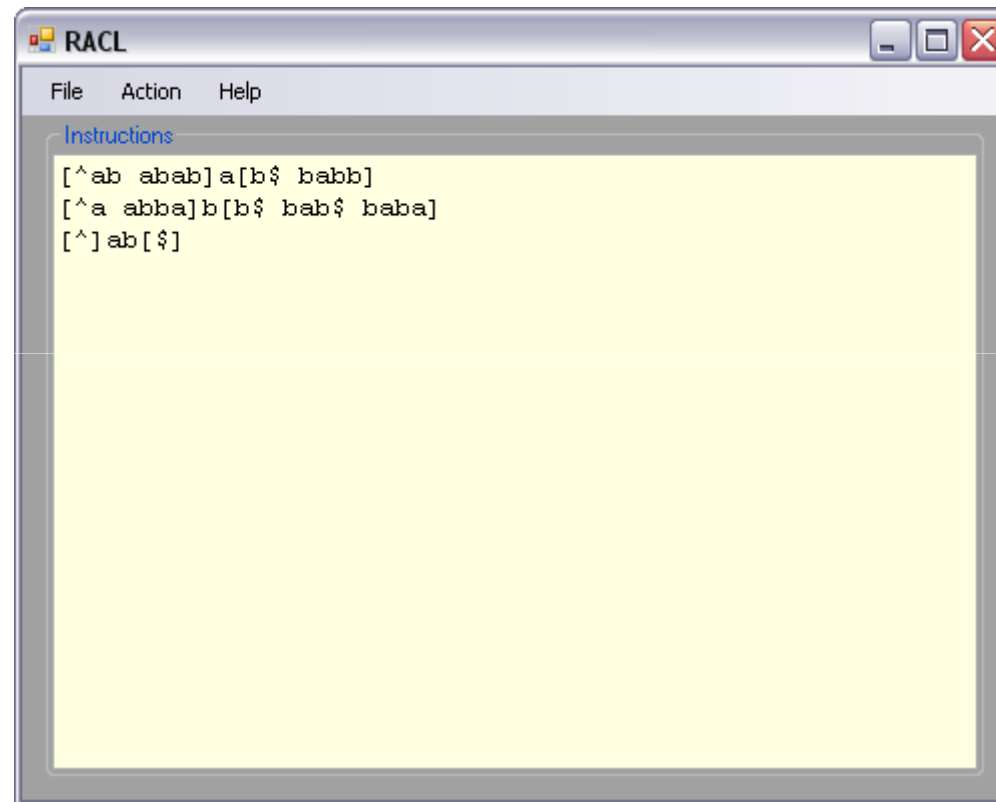 RACL
File Action Help
Instructions
[^ab abab]a[b$ babb]
[^a abba]b[b$ bab$ baba]
[^]ab[$]